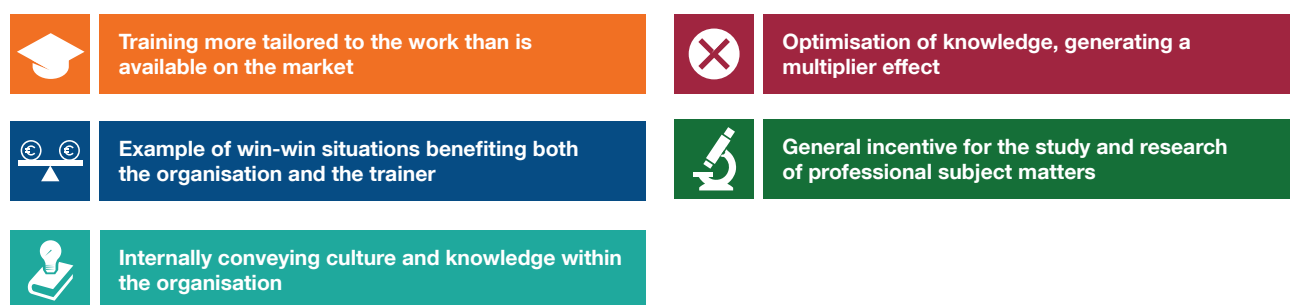 Training more tailored to the work than is
available on the market
Example of win-win situations benefiting both
the organisation and the trainer
Internally conveying culture and knowledge within
the organisation
Optimisation of knowledge, generating a
multiplier effect
General incentive for the study and research
of professional subject matters